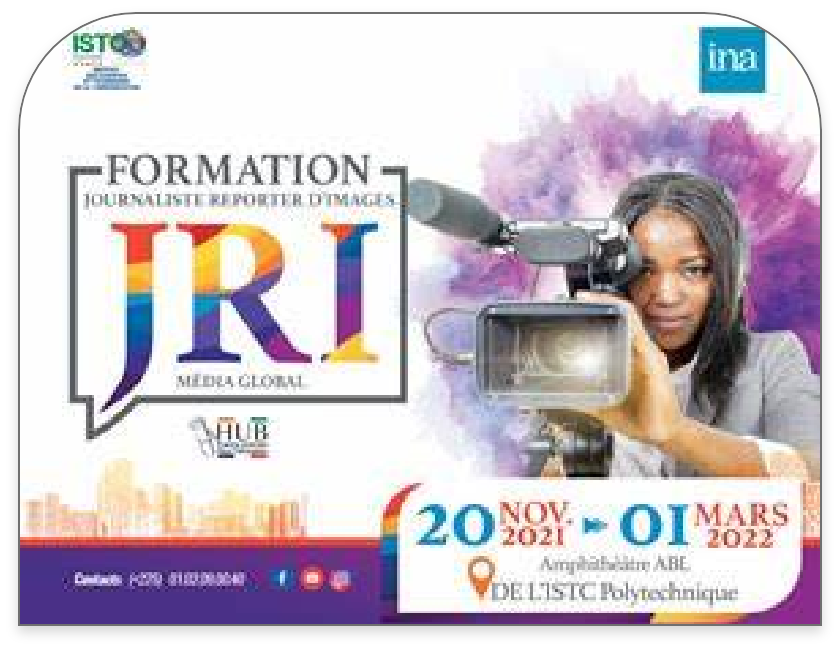 ISTC
ina
FORMATION
JOURNALISTE REPORTER D'IMAGES
JRI
MÉDIA GLOBAL
HUB
20 NOV. 2021 01 MARS 2022
Amphithéâtre ABL
DE L'ISTC Polytechnique
Contacts (+225)